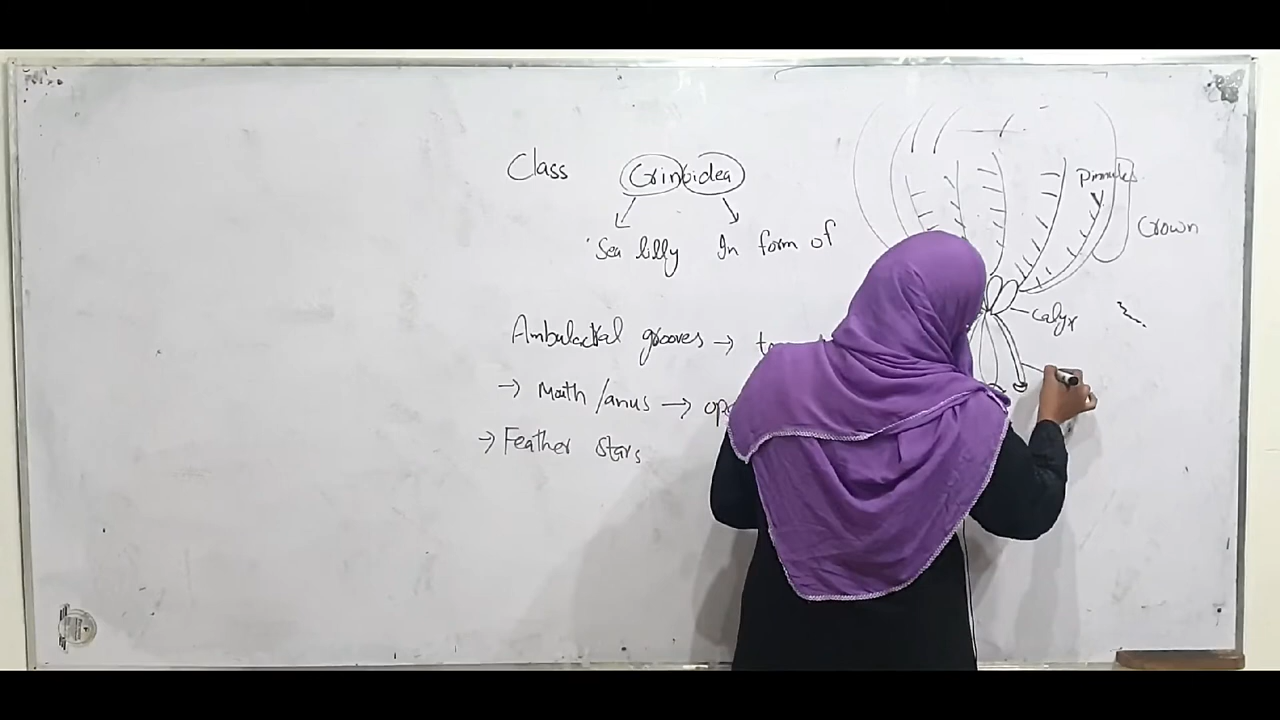 Class Crinoidea
Sea lilly In form of
Ambulacral grooves →
→ Mouth /anus →
→ Feather stars
Pinnules
Crown
Calyx